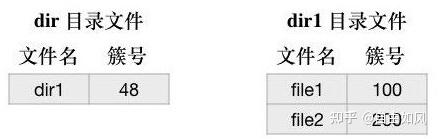 dir 目录文件
文件名 簇号
dir1 48
dir1 目录文件
文件名 簇号
file1 100
file2 200
知乎